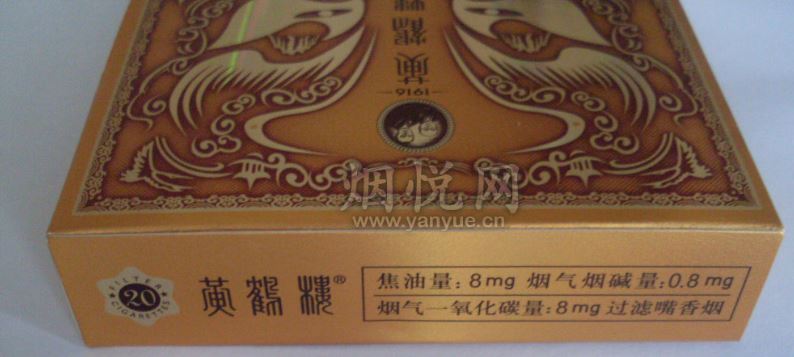 黄鹤楼
1916
烟悦网
www.yanyue.cn
FILTER
20
CIGARETTES
黄鹤楼®
焦油量:8mg 烟气烟碱量:0.8mg
烟气一氧化碳量:8mg 过滤嘴香烟